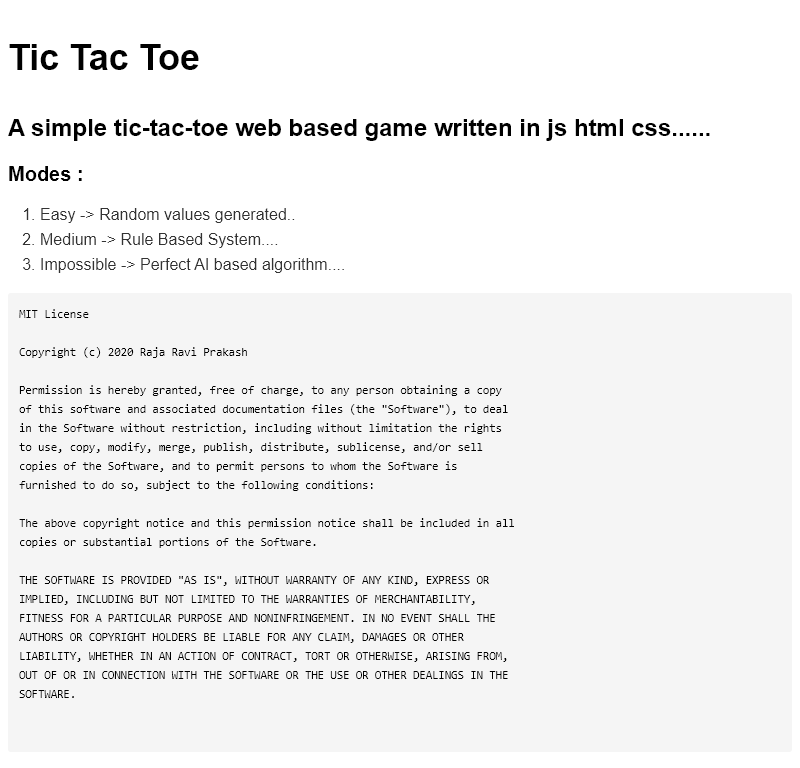 Tic Tac Toe
A simple tic-tac-toe web based game written in js html css......
Modes :
1. Easy -> Random values generated..
2. Medium -> Rule Based System....
3. Impossible -> Perfect AI based algorithm....
MIT License
Copyright (c) 2020 Raja Ravi Prakash
Permission is hereby granted, free of charge, to any person obtaining a copy
of this software and associated documentation files (the "Software"), to deal
in the Software without restriction, including without limitation the rights
to use, copy, modify, merge, publish, distribute, sublicense, and/or sell
copies of the Software, and to permit persons to whom the Software is
furnished to do so, subject to the following conditions:
The above copyright notice and this permission notice shall be included in all
copies or substantial portions of the Software.
THE SOFTWARE IS PROVIDED "AS IS", WITHOUT WARRANTY OF ANY KIND, EXPRESS OR
IMPLIED, INCLUDING BUT NOT LIMITED TO THE WARRANTIES OF MERCHANTABILITY,
FITNESS FOR A PARTICULAR PURPOSE AND NONINFRINGEMENT. IN NO EVENT SHALL THE
AUTHORS OR COPYRIGHT HOLDERS BE LIABLE FOR ANY CLAIM, DAMAGES OR OTHER
LIABILITY, WHETHER IN AN ACTION OF CONTRACT, TORT OR OTHERWISE, ARISING FROM,
OUT OF OR IN CONNECTION WITH THE SOFTWARE OR THE USE OR OTHER DEALINGS IN THE
SOFTWARE.